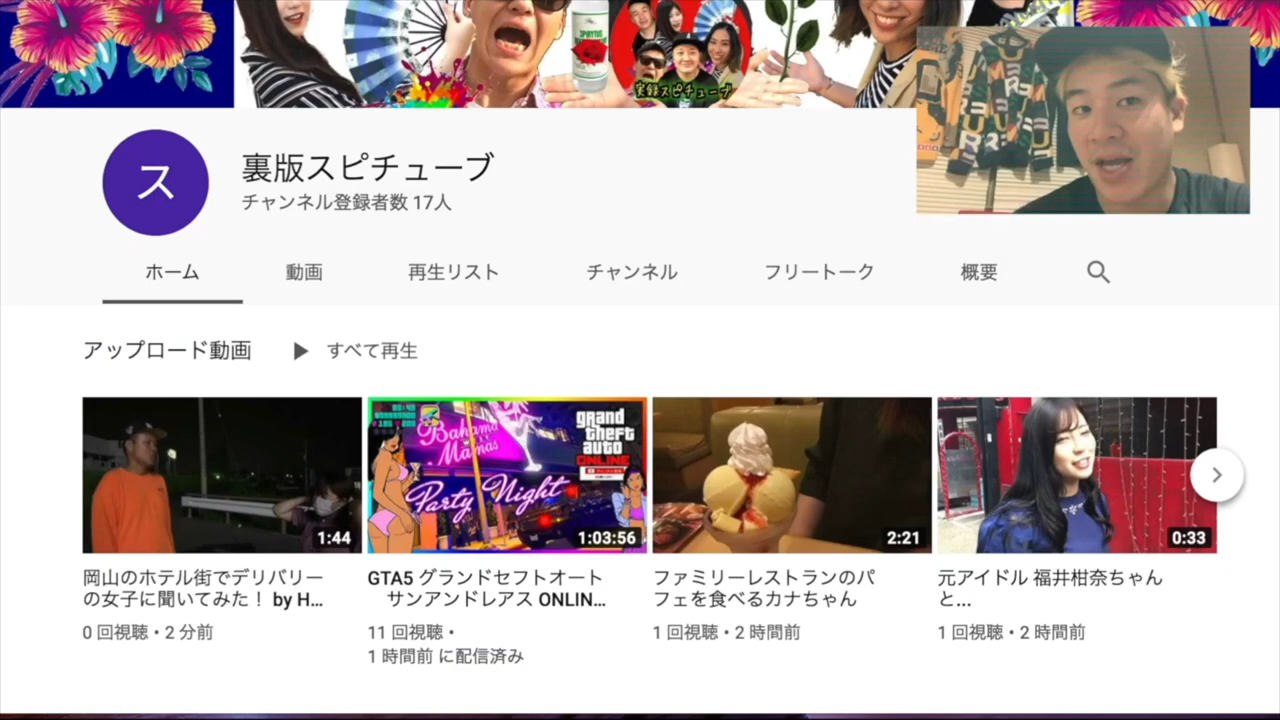 SPIRYTUS
実録スピチューブ
ス
裏版スピチューブ
チャンネル登録者数 17人
ホーム
動画
再生リスト
チャンネル
フリートーク
概要
アップロード動画
すべて再生
1:44
Bahama
Mamas
Party Night
grand
theft
auto
ONLINE
1:03:56
2:21
0:33
岡山のホテル街でデリバリー
の女子に聞いてみた！ by H...
0 回視聴・2 分前
GTA5 グランドセフトオート
サンアンドレアス ONLIN...
11 回視聴・
1 時間前 に配信済み
ファミリーレストランのパ
フェを食べるカナちゃん
1 回視聴・2 時間前
元アイドル 福井柑奈ちゃん
と...
1 回視聴・2 時間前